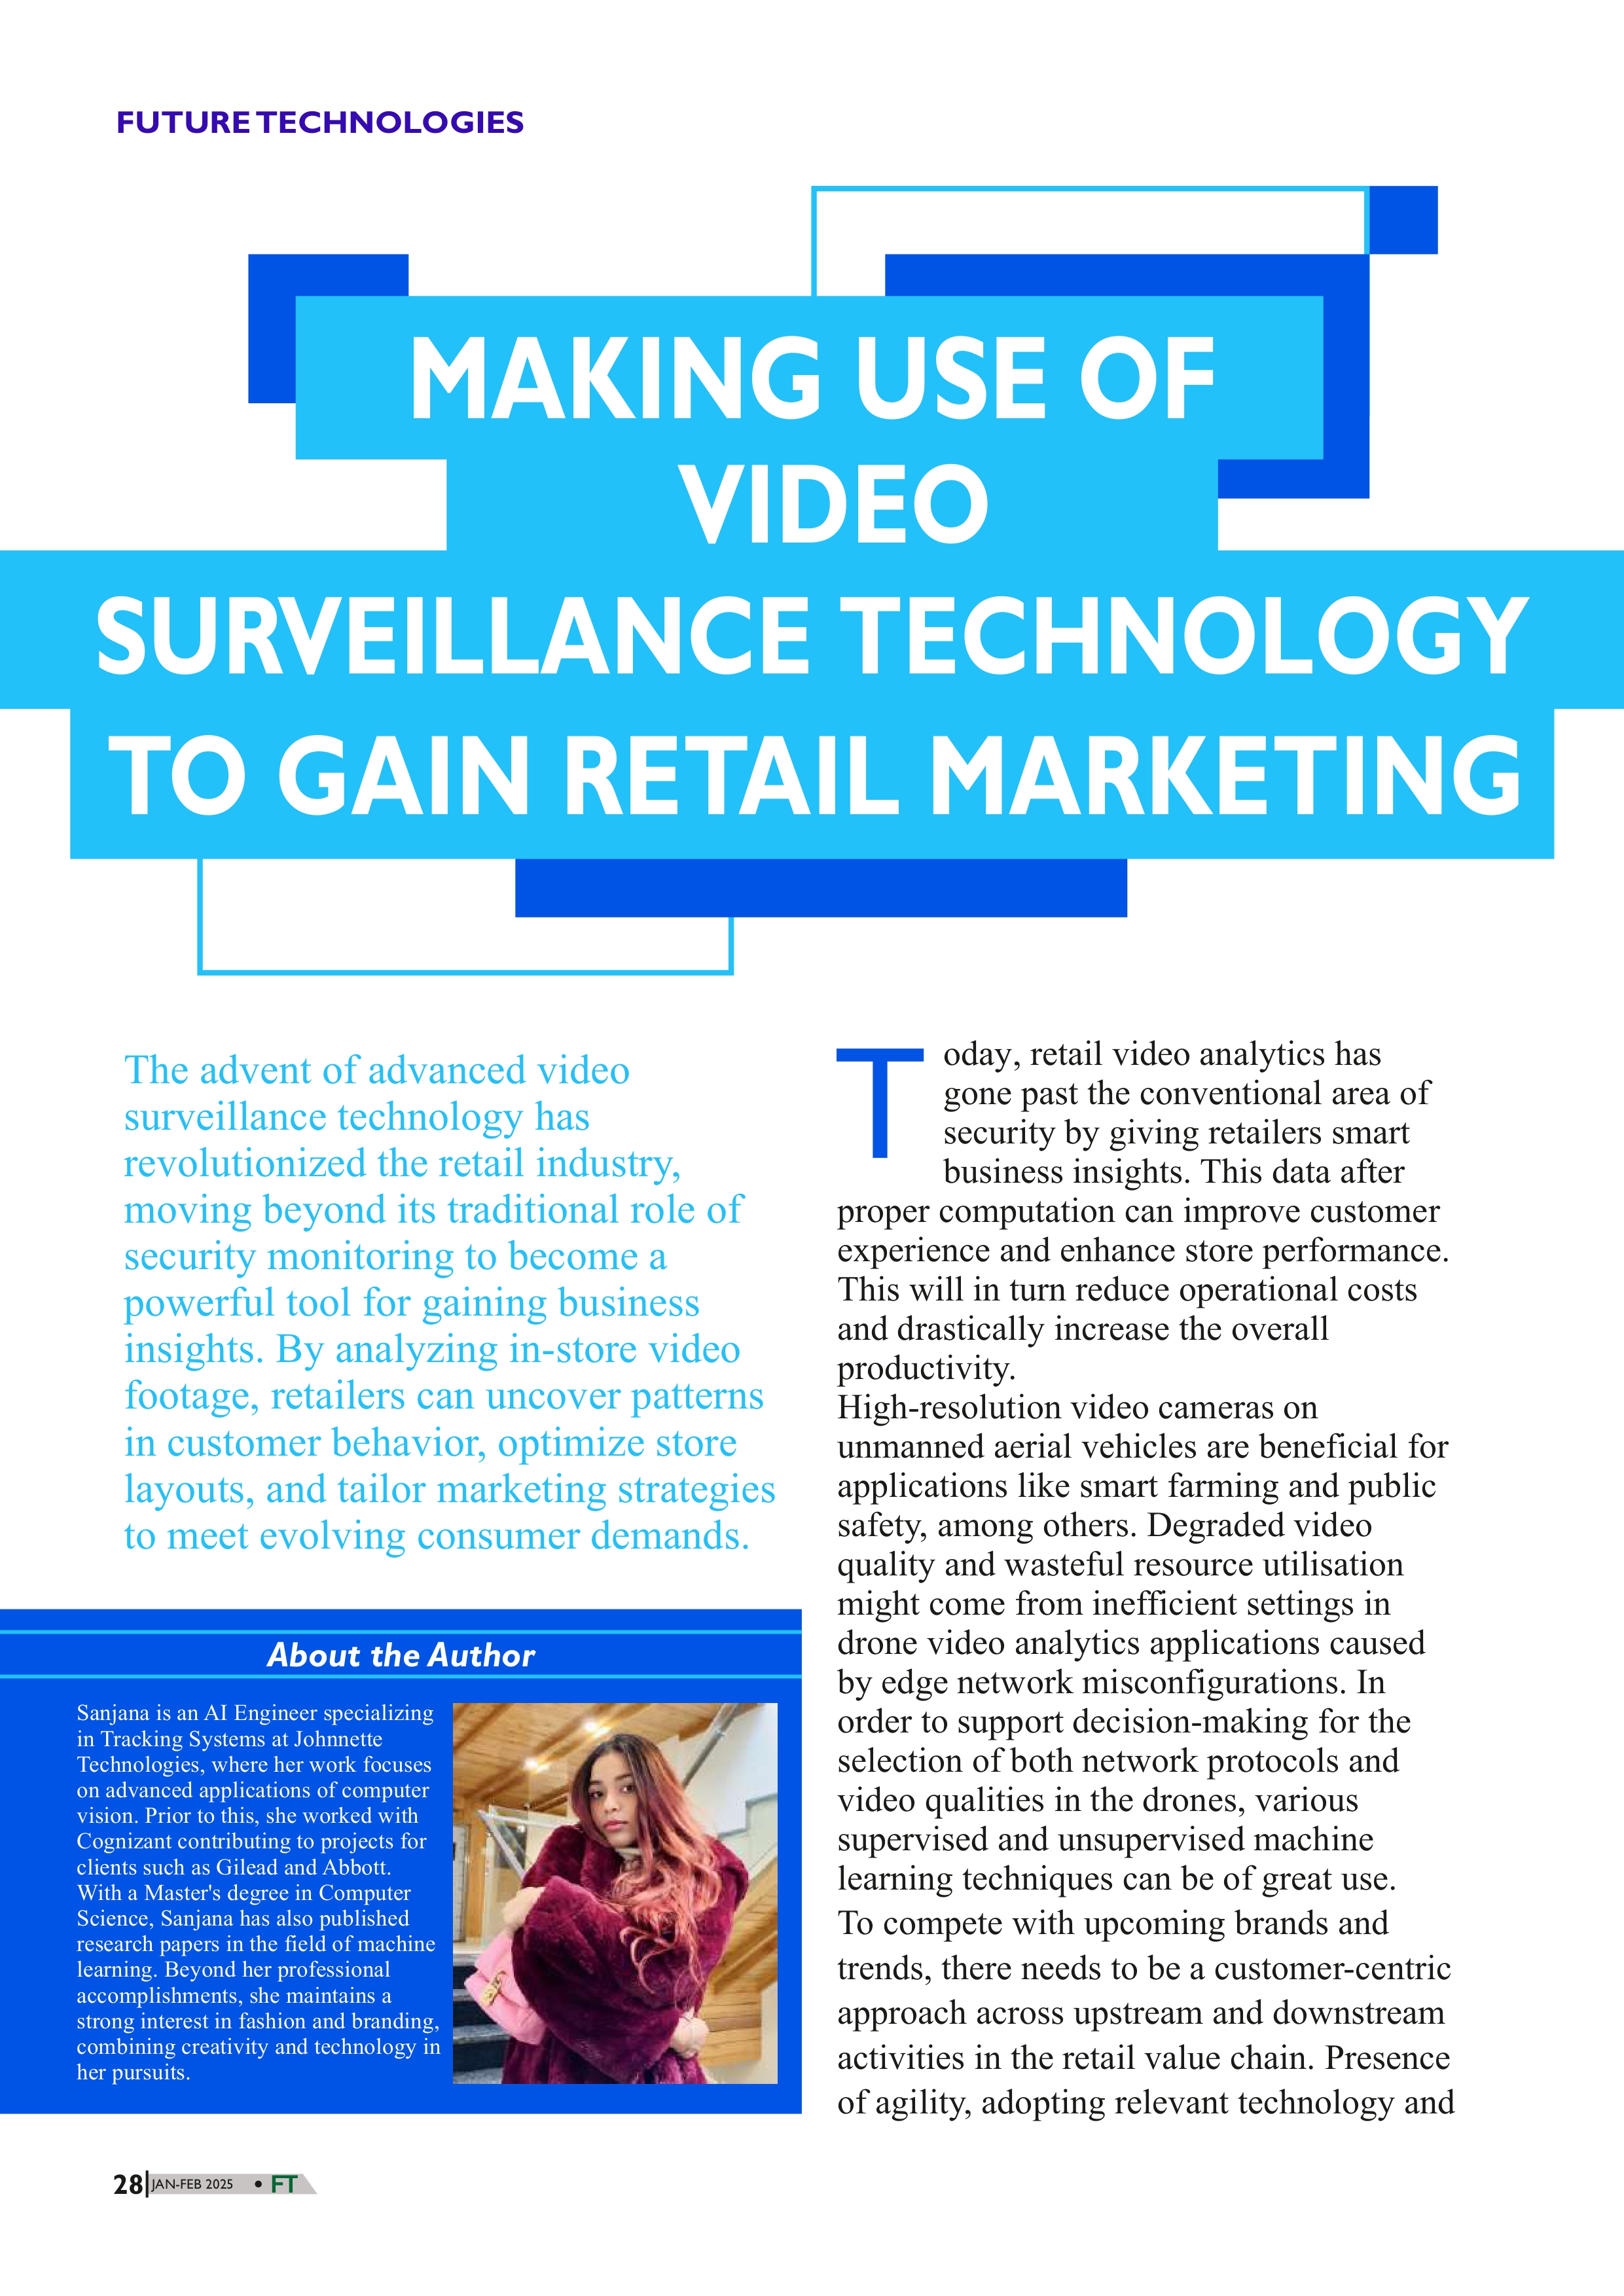 FUTURE TECHNOLOGIES
MAKING USE OF
VIDEO
SURVEILLANCE TECHNOLOGY
TO GAIN RETAIL MARKETING
The advent of advanced video
surveillance technology has
revolutionized the retail industry,
moving beyond its traditional role of
security monitoring to become a
powerful tool for gaining business
insights. By analyzing in-store video
footage, retailers can uncover patterns
in customer behavior, optimize store
layouts, and tailor marketing strategies
to meet evolving consumer demands.
About the Author
Sanjana is an AI Engineer specializing
in Tracking Systems at Johnnette
Technologies, where her work focuses
on advanced applications of computer
vision. Prior to this, she worked with
Cognizant contributing to projects for
clients such as Gilead and Abbott.
With a Master's degree in Computer
Science, Sanjana has also published
research papers in the field of machine
learning. Beyond her professional
accomplishments, she maintains a
strong interest in fashion and branding,
combining creativity and technology in
her pursuits.
Today, retail video analytics has
gone past the conventional area of
security by giving retailers smart
business insights. This data after
proper computation can improve customer
experience and enhance store performance.
This will in turn reduce operational costs
and drastically increase the overall
productivity.
High-resolution video cameras on
unmanned aerial vehicles are beneficial for
applications like smart farming and public
safety, among others. Degraded video
quality and wasteful resource utilisation
might come from inefficient settings in
drone video analytics applications caused
by edge network misconfigurations. In
order to support decision-making for the
selection of both network protocols and
video qualities in the drones, various
supervised and unsupervised machine
learning techniques can be of great use.
To compete with upcoming brands and
trends, there needs to be a customer-centric
approach across upstream and downstream
activities in the retail value chain. Presence
of agility, adopting relevant technology and
28 JAN-FEB 2025 • FT